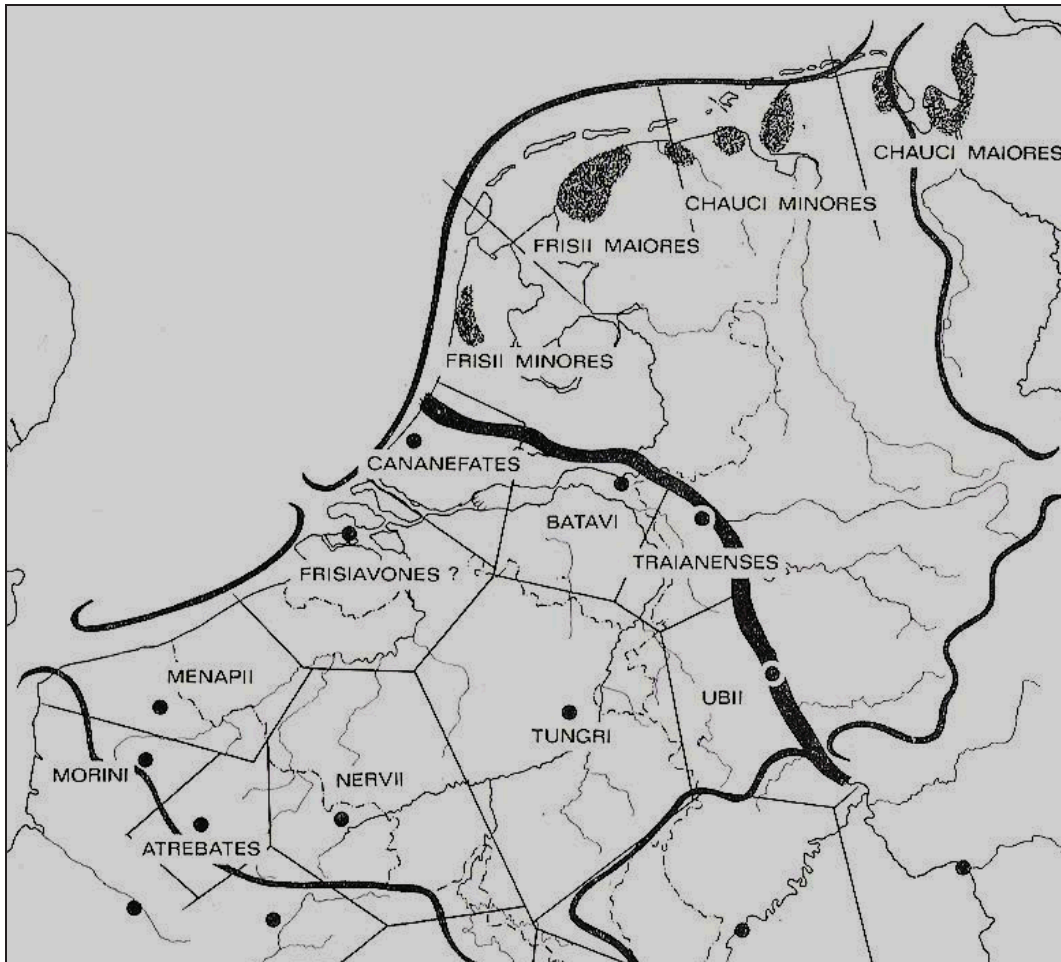 CHAUCI MAIORES
CHAUCI MINORES
FRISII MAIORES
FRISII MINORES
CANANEFATES
BATAVI
TRAIANENSES
FRISIAVONES ?
MENAPII
UBII
TUNGRI
MORINI
NERVII
ATREBATES